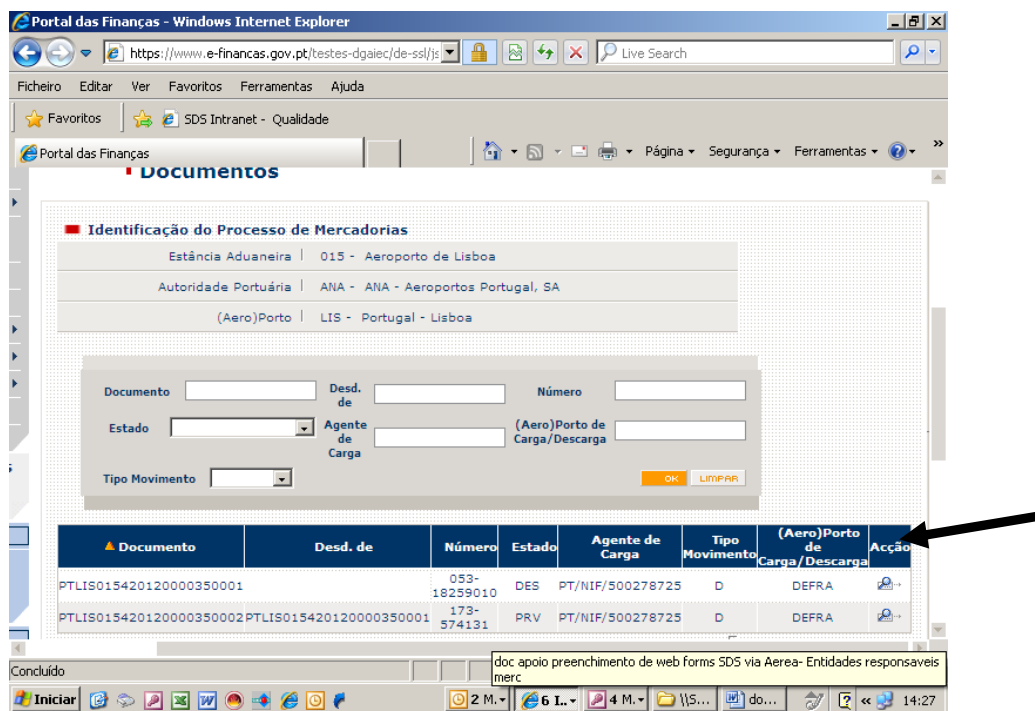 Portal das Finanças - Windows Internet Explorer
https://www.e-financas.gov.pt/testes-dgaiec/de-ssl/js
Live Search
Ficheiro Editar Ver Favoritos Ferramentas Ajuda
Favoritos SDS Intranet - Qualidade
Portal das Finanças Página Segurança Ferramentas »
Documentos
Identificação do Processo de Mercadorias
Estância Aduaneira 015 - Aeroporto de Lisboa
Autoridade Portuária ANA - ANA - Aeroportos Portugal, SA
(Aero)Porto LIS - Portugal - Lisboa
Documento Desd. de Número
Estado Agente de Carga (Aero)Porto de Carga/Descarga
Tipo Movimento OK LIMPAR
Documento Desd. de Número Estado Agente de Carga Tipo Movimento (Aero)Porto de Carga/Descarga Acção
PTLIS015420120000350001 053-18259010 DES PT/NIF/500278725 D DEFRA
PTLIS015420120000350002 PTLIS015420120000350001 173-574131 PRV PT/NIF/500278725 D DEFRA
Concluído
doc apoio preenchimento de web forms SDS via Aerea- Entidades responsaveis
merc
Iniciar 2 M. 6 I.. 4 M. \\S... do... « 14:27